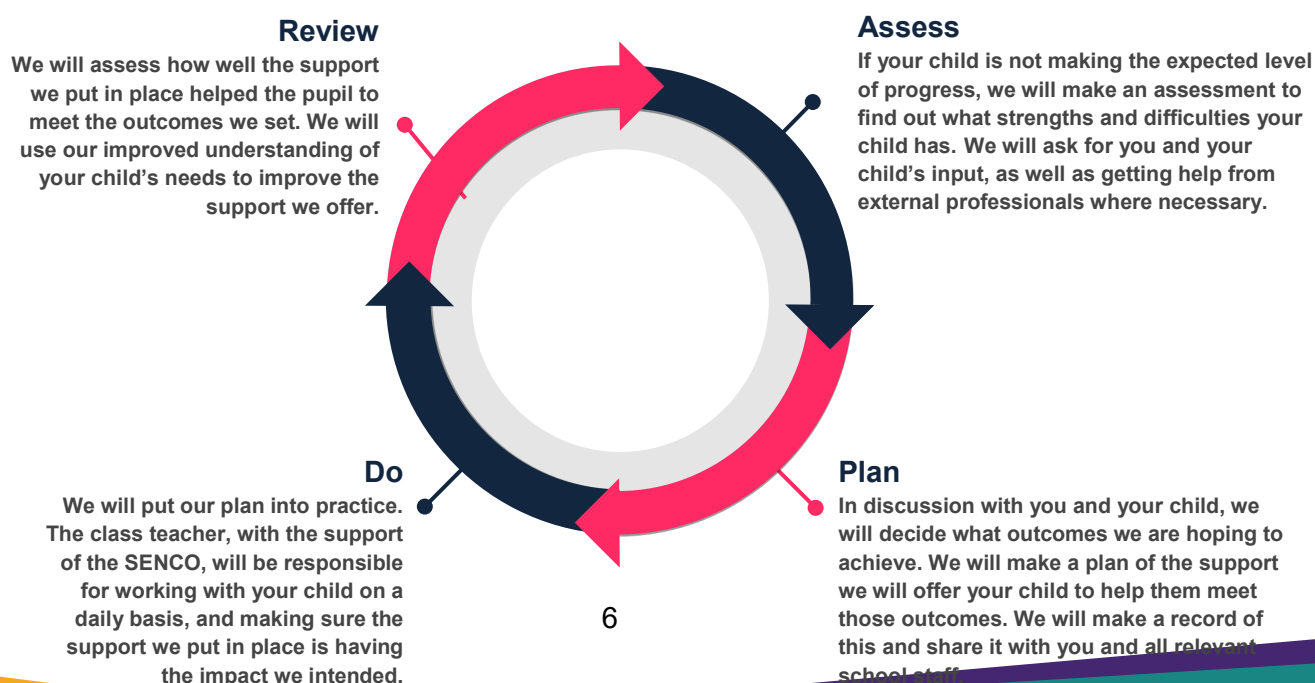 Review
We will assess how well the support
we put in place helped the pupil to
meet the outcomes we set. We will
use our improved understanding of
your child’s needs to improve the
support we offer.
Assess
If your child is not making the expected level
of progress, we will make an assessment to
find out what strengths and difficulties your
child has. We will ask for you and your
child’s input, as well as getting help from
external professionals where necessary.
Do
We will put our plan into practice.
The class teacher, with the support
of the SENCO, will be responsible
for working with your child on a
daily basis, and making sure the
support we put in place is having
the impact we intended.
Plan
In discussion with you and your child, we
will decide what outcomes we are hoping to
achieve. We will make a plan of the support
we will offer your child to help them meet
those outcomes. We will make a record of
this and share it with you and all relevant
school staff.
6